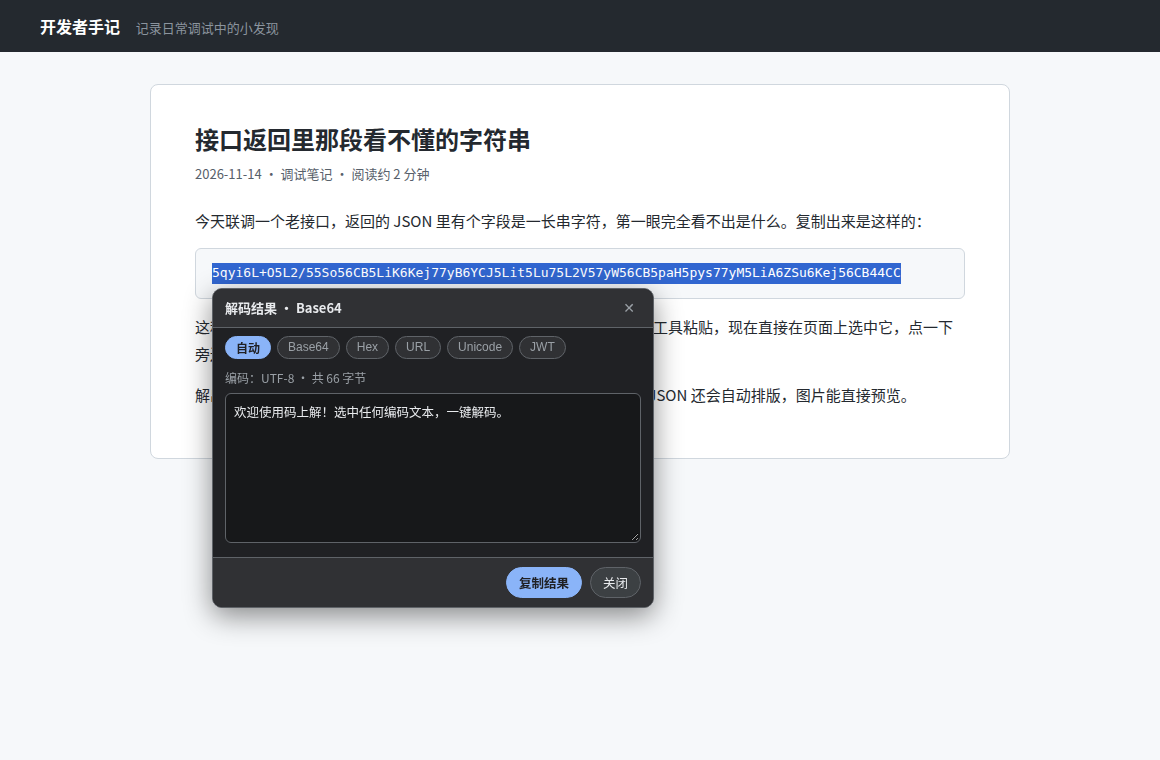 开发者手记 记录日常调试中的小发现
接口返回里那段看不懂的字符串
2026-11-14 · 调试笔记 · 阅读约 2 分钟
今天联调一个老接口，返回的 JSON 里有个字段是一长串字符，第一眼完全看不出是什么。复制出来是这样的：
5qyi6L+O5L2/55So56CB5LiK6Kej77yB6YCJ5Lit5Lu75L2V57yW56CB5paH5pys77yM5LiA6ZSu6Kej56CB44CC
解码结果 · Base64 ×
工具粘贴，现在直接在页面上选中它，点一下
自动 Base64 Hex URL Unicode JWT
编码：UTF-8 · 共 66 字节
JSON 还会自动排版，图片能直接预览。
欢迎使用码上解！选中任何编码文本，一键解码。
复制结果 关闭